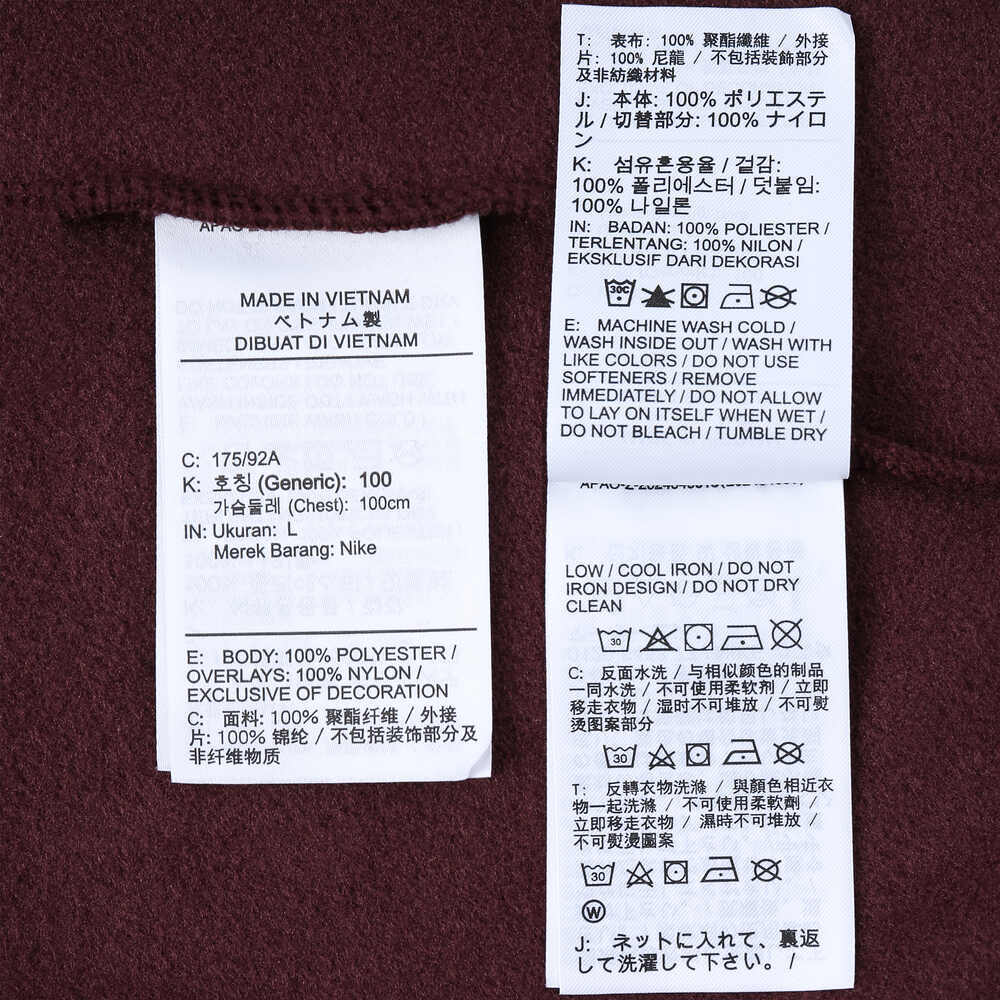 MADE IN VIETNAM
ベトナム製
DIBUAT DI VIETNAM
C: 175/92A
K: 호칭 (Generic): 100
가슴둘레 (Chest): 100cm
IN: Ukuran: L
Merek Barang: Nike
E: BODY: 100% POLYESTER /
OVERLAYS: 100% NYLON /
EXCLUSIVE OF DECORATION
C: 面料: 100% 聚酯纤维 / 外接
片: 100% 锦纶 / 不包括装饰部分及
非纤维物质
T: 表布: 100% 聚酯纖維 / 外接
片: 100% 尼龍 / 不包括裝飾部分
及非紡織材料
J: 本体: 100% ポリエステ
ル / 切替部分: 100% ナイロ
ン
K: 섬유혼용율 / 겉감:
100% 폴리에스터 / 덧붙임:
100% 나일론
IN: BADAN: 100% POLIESTER /
TERLENTANG: 100% NILON /
EKSKLUSIF DARI DEKORASI
30C
E: MACHINE WASH COLD /
WASH INSIDE OUT / WASH WITH
LIKE COLORS / DO NOT USE
SOFTENERS / REMOVE
IMMEDIATELY / DO NOT ALLOW
TO LAY ON ITSELF WHEN WET /
DO NOT BLEACH / TUMBLE DRY
LOW / COOL IRON / DO NOT
IRON DESIGN / DO NOT DRY
CLEAN
30
C: 反面水洗 / 与相似颜色的制品
一同水洗 / 不可使用柔软剂 / 立即
移走衣物 / 湿时不可堆放 / 不可熨
烫图案部分
30
T: 反轉衣物洗滌 / 與顏色相近衣
物一起洗滌 / 不可使用柔軟劑 /
立即移走衣物 / 濕時不可堆放 /
不可熨燙圖案
30
W
J: ネットに入れて、裏返
して洗濯して下さい。 /